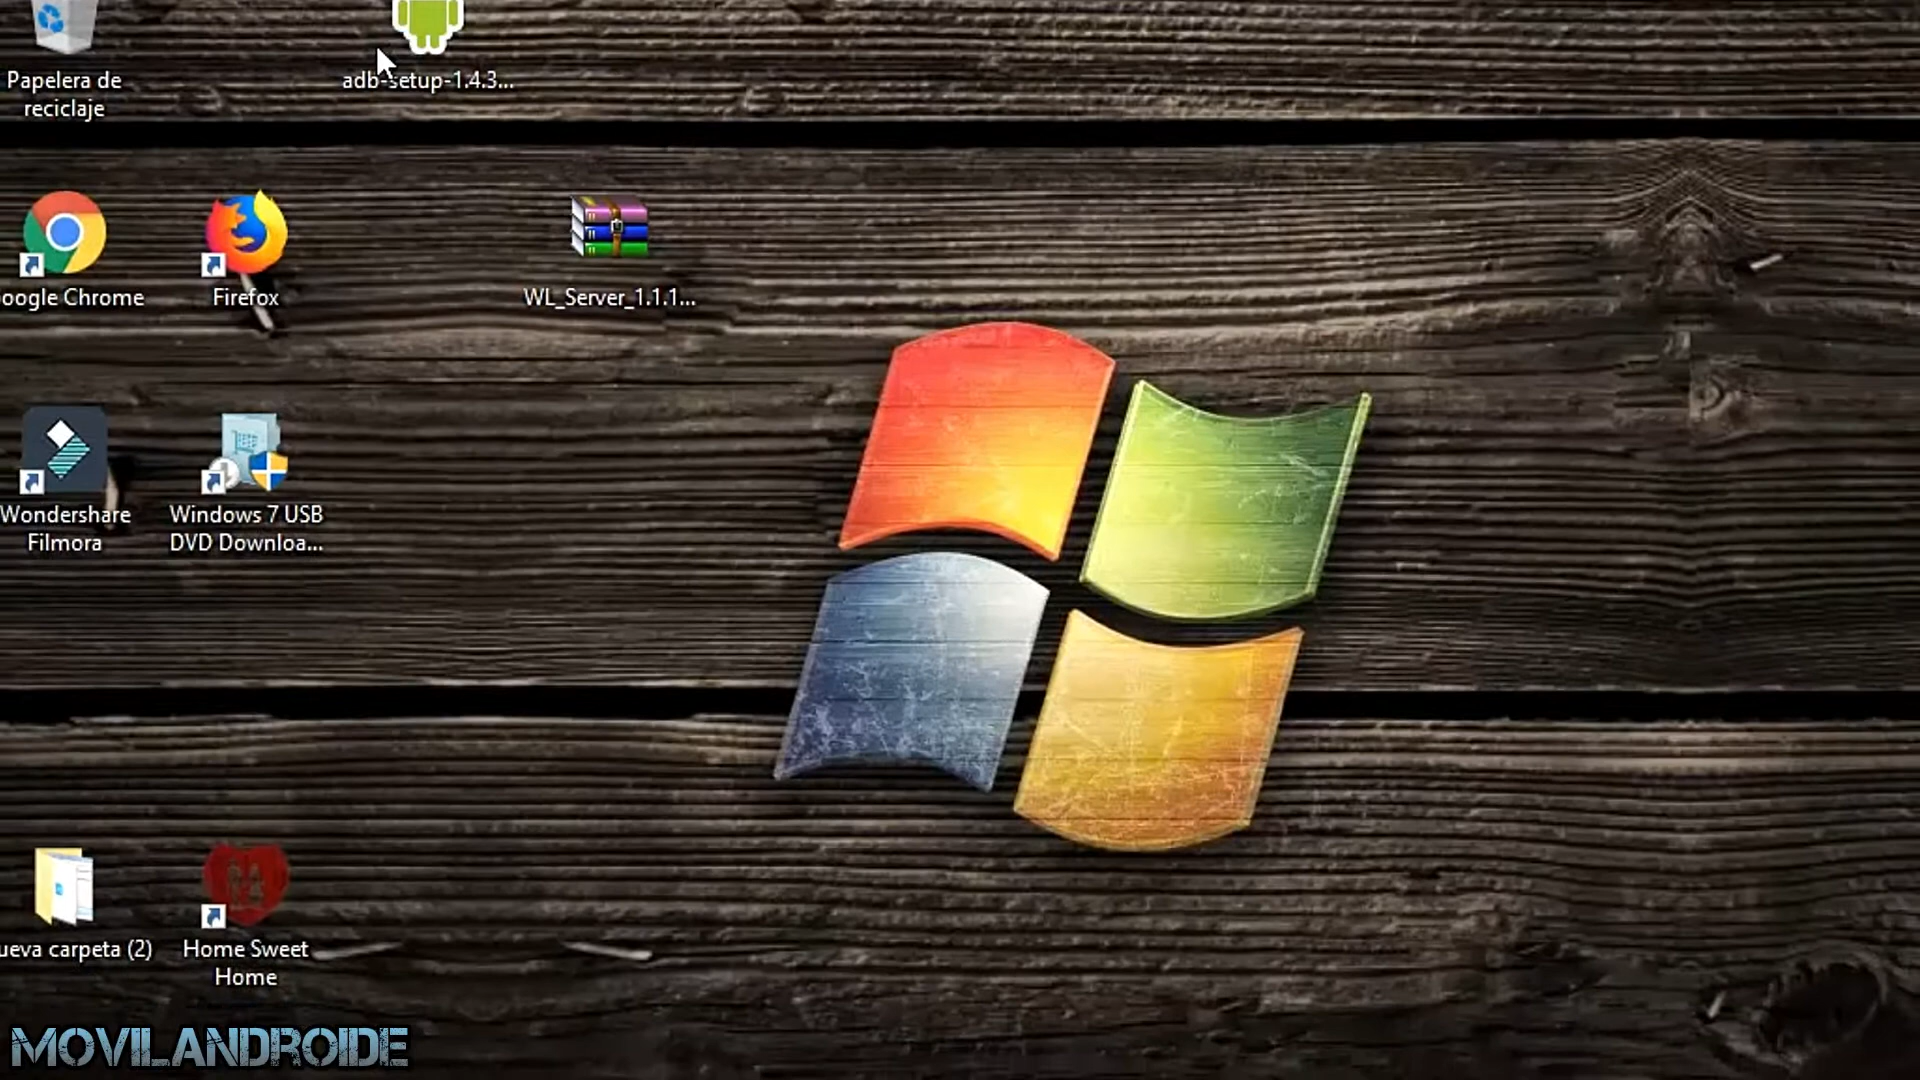 Papelera de
reciclaje
adb-setup-1.4.3...
oogle Chrome
Firefox
WL_Server_1.1.1...
Wondershare
Filmora
Windows 7 USB
DVD Downloa...
ueva carpeta (2)
Home Sweet
Home
MOVILANDROIDE